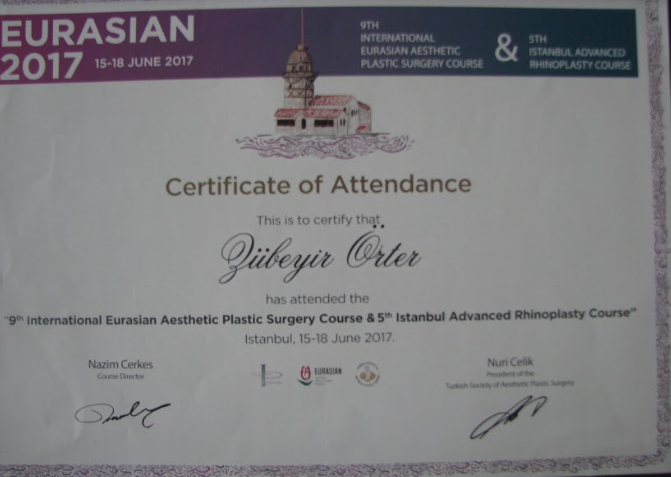 EURASIAN
2017 15-18 JUNE 2017
9TH
INTERNATIONAL
EURASIAN AESTHETIC
PLASTIC SURGERY COURSE
&
5TH
ISTANBUL ADVANCED
RHINOPLASTY COURSE
Certificate of Attendance
This is to certify that
Zübeyir Örter
has attended the
"9th International Eurasian Aesthetic Plastic Surgery Course & 5th Istanbul Advanced Rhinoplasty Course"
Istanbul, 15-18 June 2017.
Nazim Cerkes
Course Director
EURASIAN
Nuri Celik
President of the
Turkish Society of Aesthetic Plastic Surgery